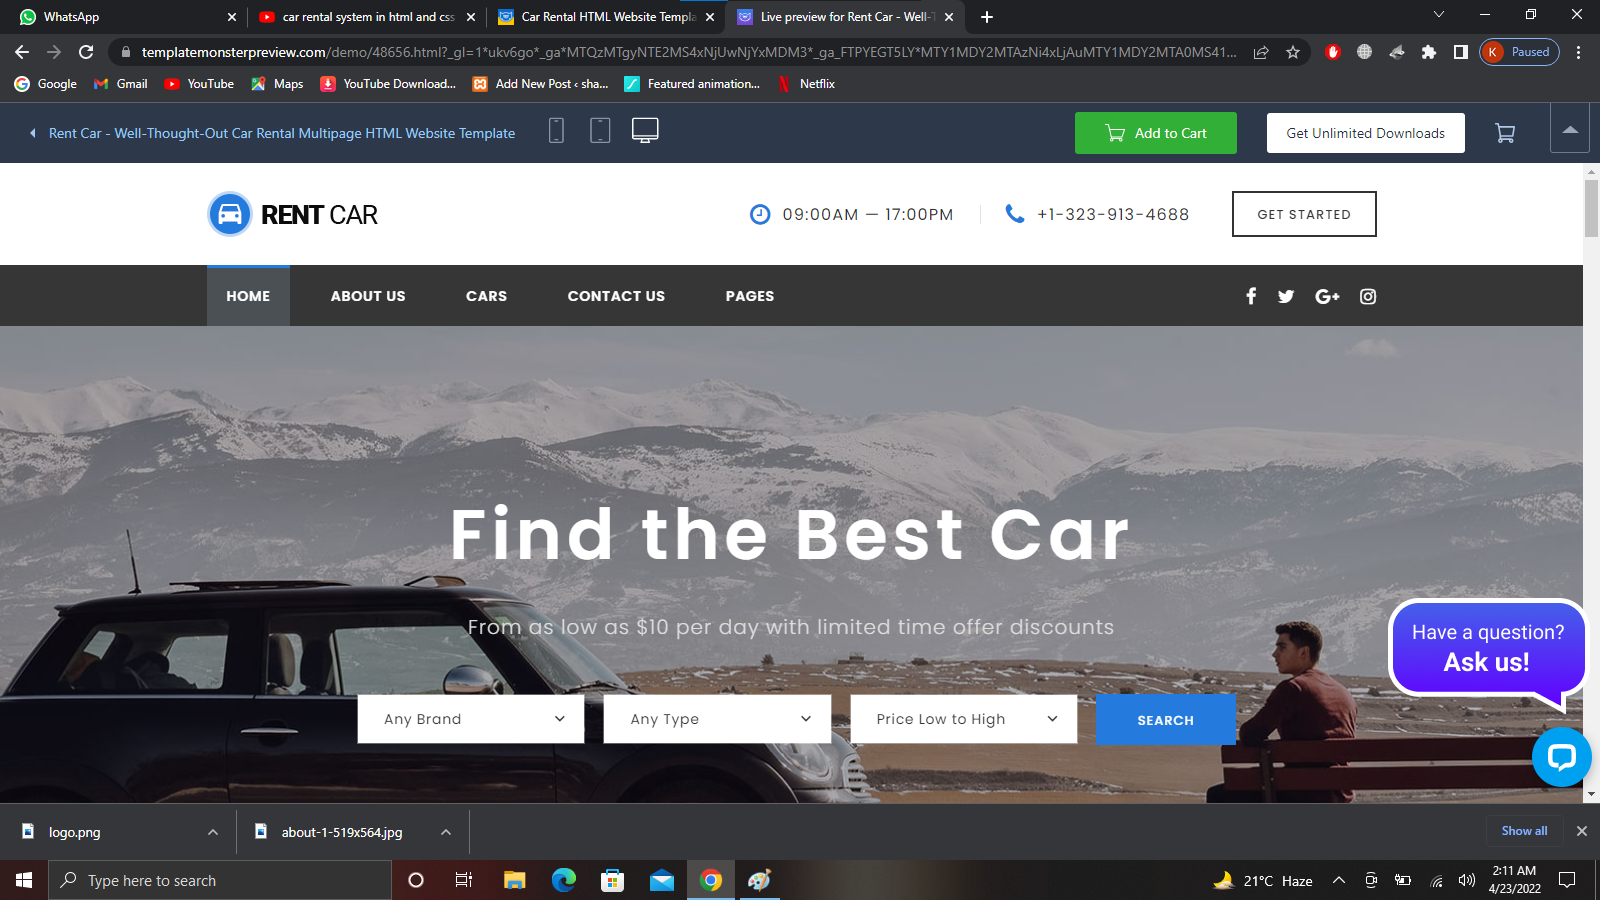 WhatsApp
car rental system in html and css
Car Rental HTML Website Templa
Live preview for Rent Car - Well-T
templatemonsterpreview.com/demo/48656.html?_gl=1*ukv6go*_ga*MTQzMTgyNTE2MS4xNjUwNjYxMDM3*_ga_FTPYEGT5LY*MTY1MDY2MTAzNi4xLjAuMTY1MDY2MTA0MS41...
K Paused
Google
Gmail
YouTube
Maps
YouTube Download...
Add New Post ‹ sha...
Featured animation...
Netflix
Rent Car - Well-Thought-Out Car Rental Multipage HTML Website Template
Add to Cart
Get Unlimited Downloads
RENT CAR
09:00AM — 17:00PM
+1-323-913-4688
GET STARTED
HOME
ABOUT US
CARS
CONTACT US
PAGES
Find the Best Car
From as low as $10 per day with limited time offer discounts
Have a question?
Ask us!
Any Brand
Any Type
Price Low to High
SEARCH
logo.png
about-1-519x564.jpg
Show all
Type here to search
21°C Haze
2:11 AM
4/23/2022